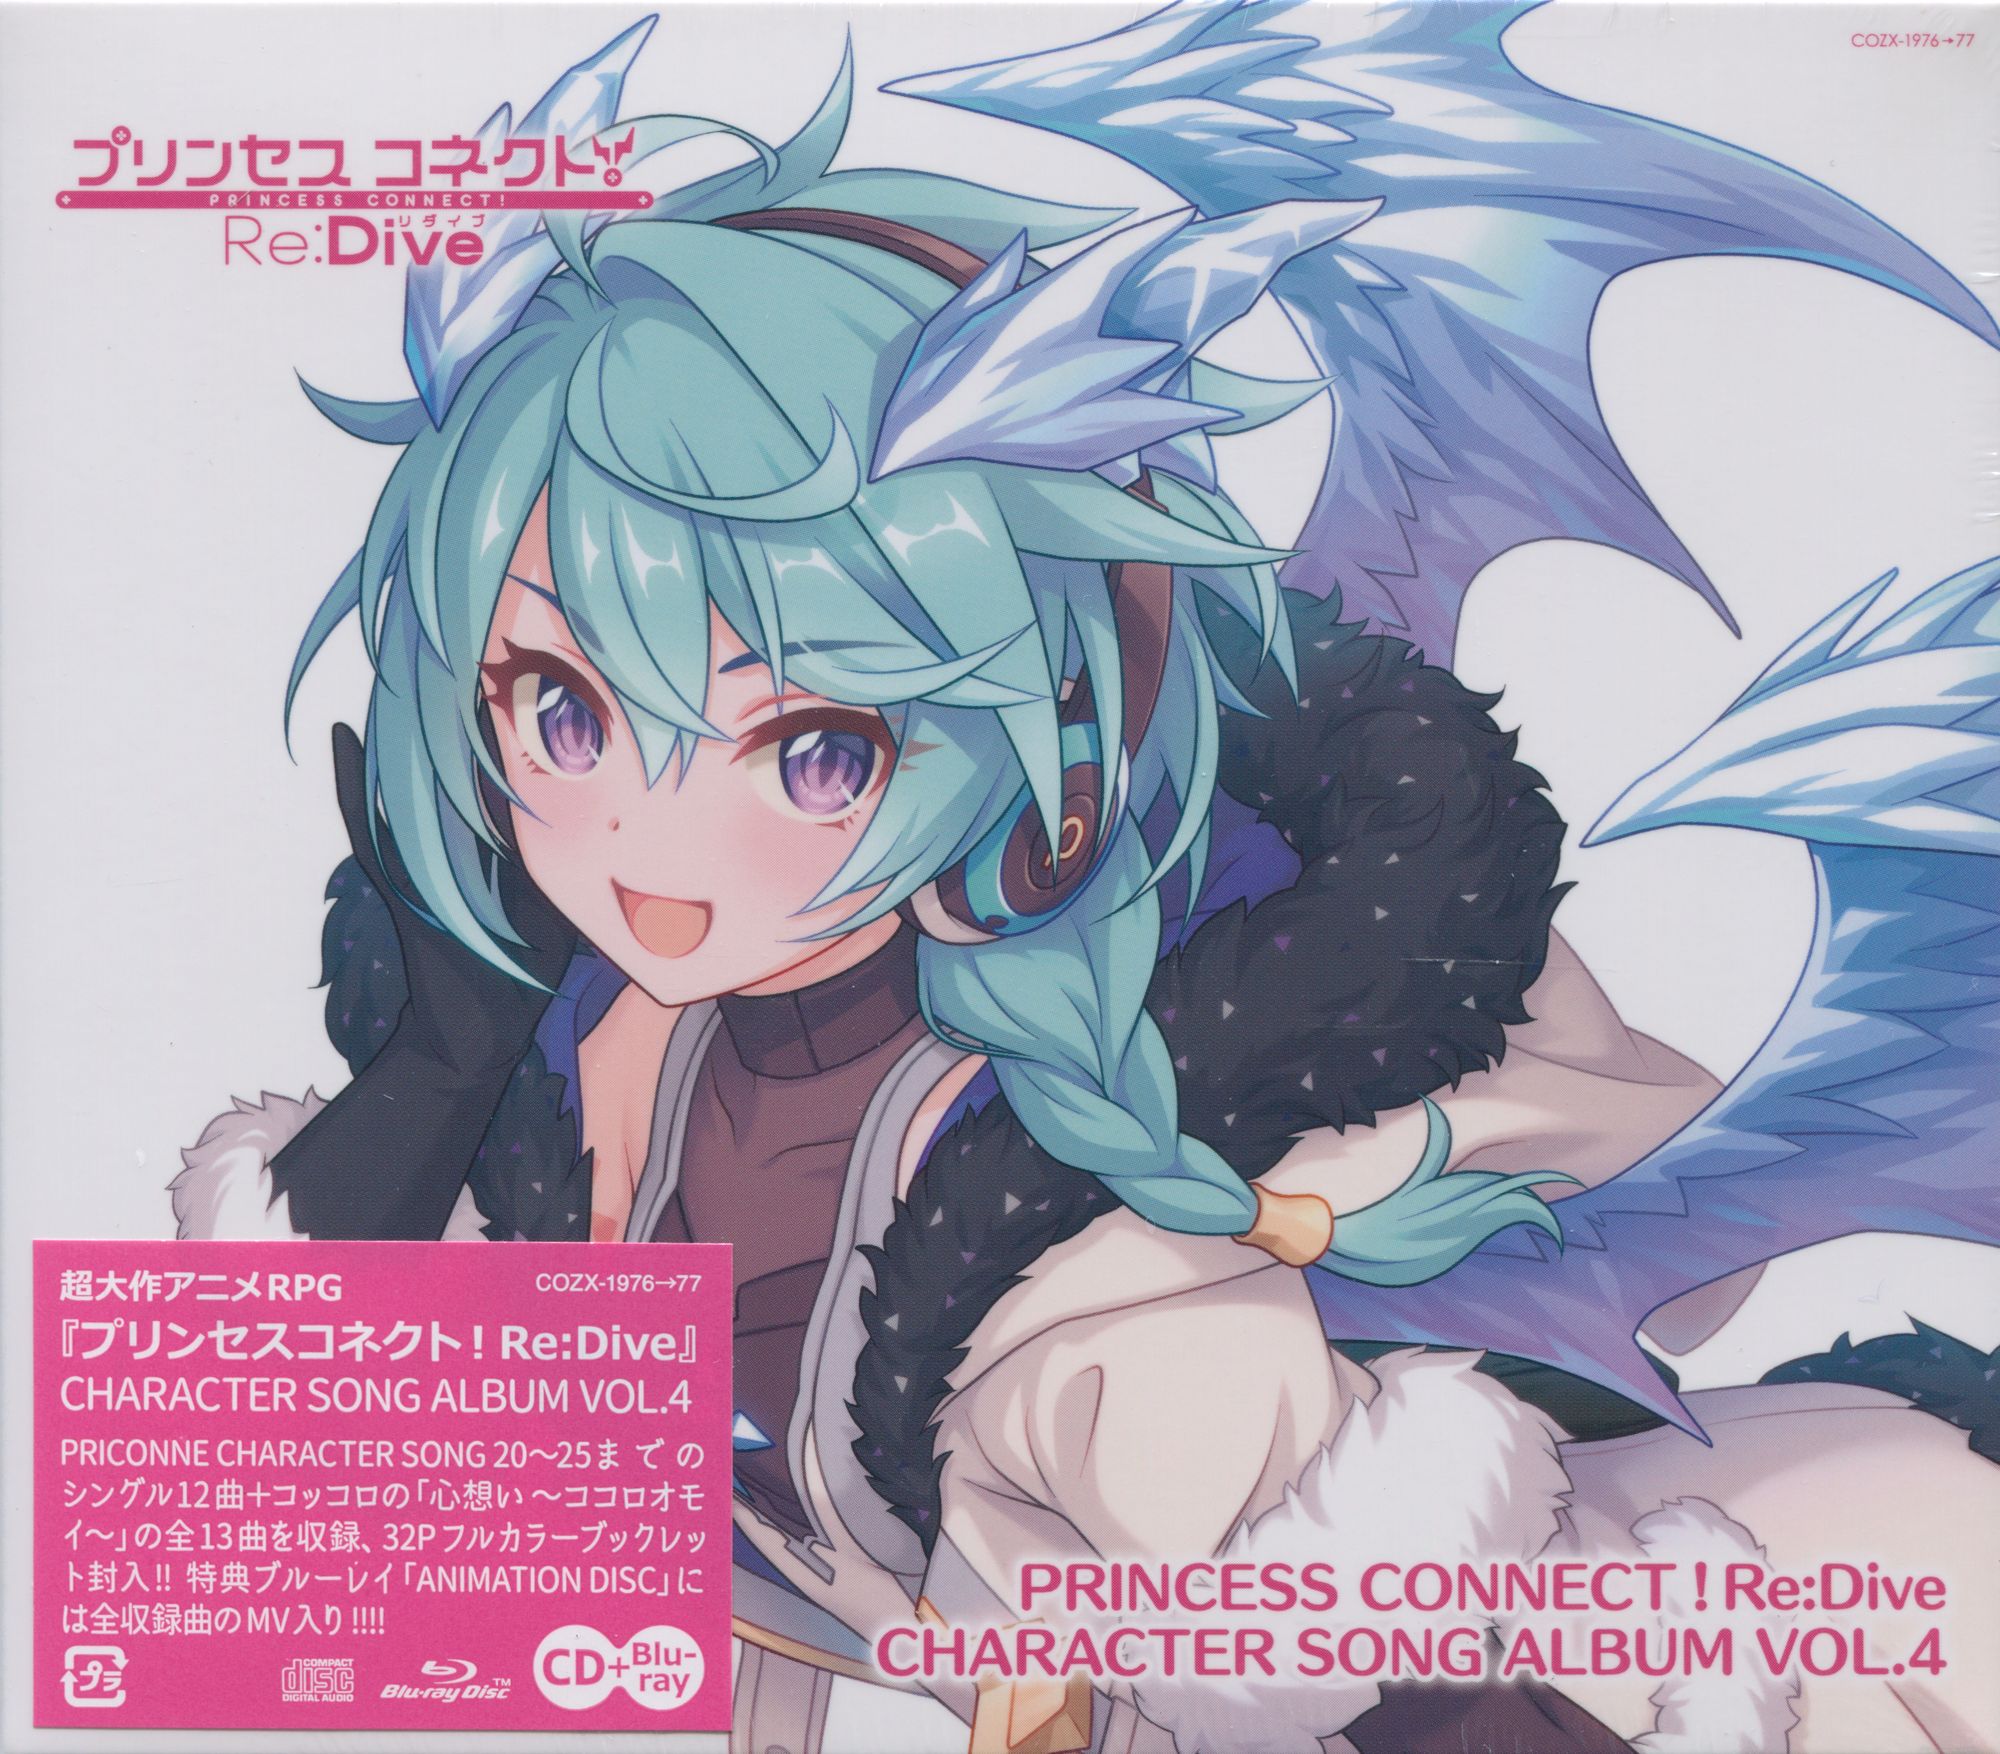 COZX-1976→77
プリンセス コネクト!
PRINCESS CONNECT!
リダイブ
Re:Dive
超大作アニメRPG
COZX-1976→77
『プリンセスコネクト!Re:Dive』
CHARACTER SONG ALBUM VOL.4
PRICONNE CHARACTER SONG 20～25までの
シングル12曲+コッコロの「心想い～ココロオモ
イ～」の全13曲を収録、32Pフルカラーブックレッ
ト封入!! 特典ブルーレイ「ANIMATION DISC」に
は全収録曲のMV入り!!!!
プラ
COMPACT
disc
DIGITAL AUDIO
Blu-ray Disc™
CD+Blu-
ray
PRINCESS CONNECT!Re:Dive
CHARACTER SONG ALBUM VOL.4